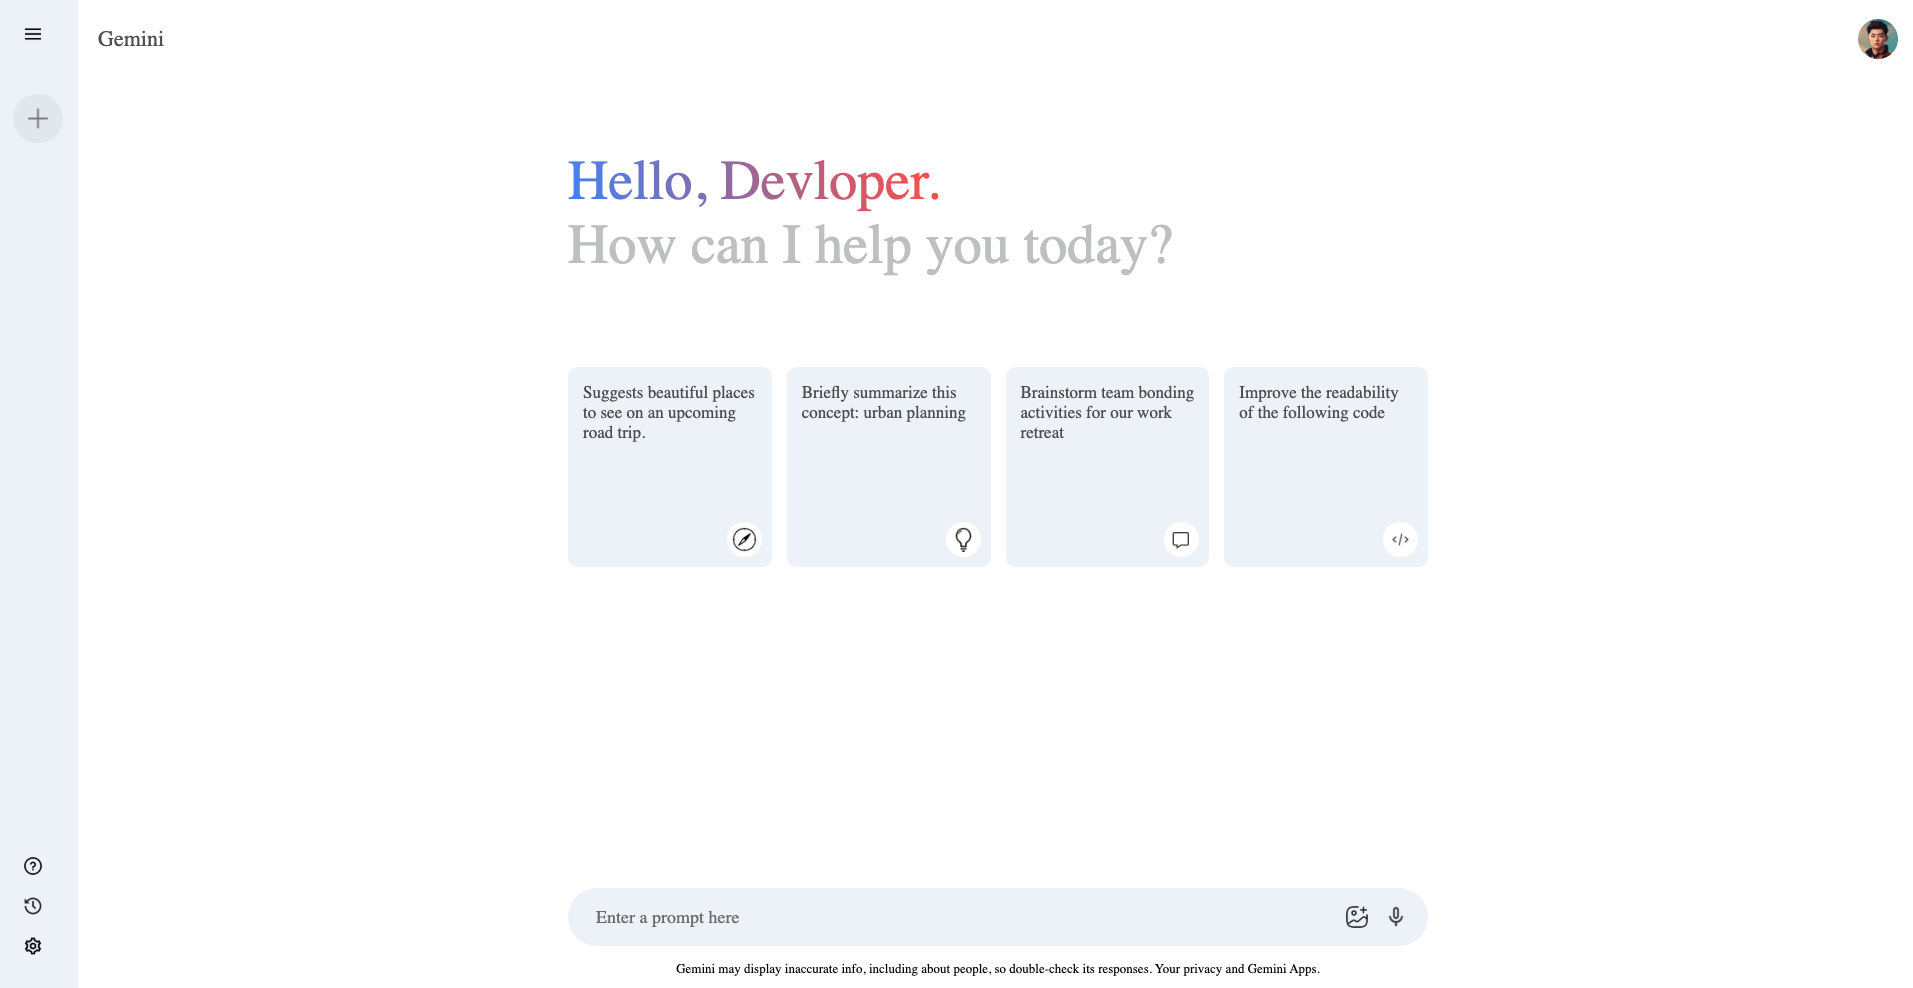 Gemini
Hello, Devloper.
How can I help you today?
Suggests beautiful places
to see on an upcoming
road trip.
Briefly summarize this
concept: urban planning
Brainstorm team bonding
activities for our work
retreat
Improve the readability
of the following code
Enter a prompt here
Gemini may display inaccurate info, including about people, so double-check its responses. Your privacy and Gemini Apps.